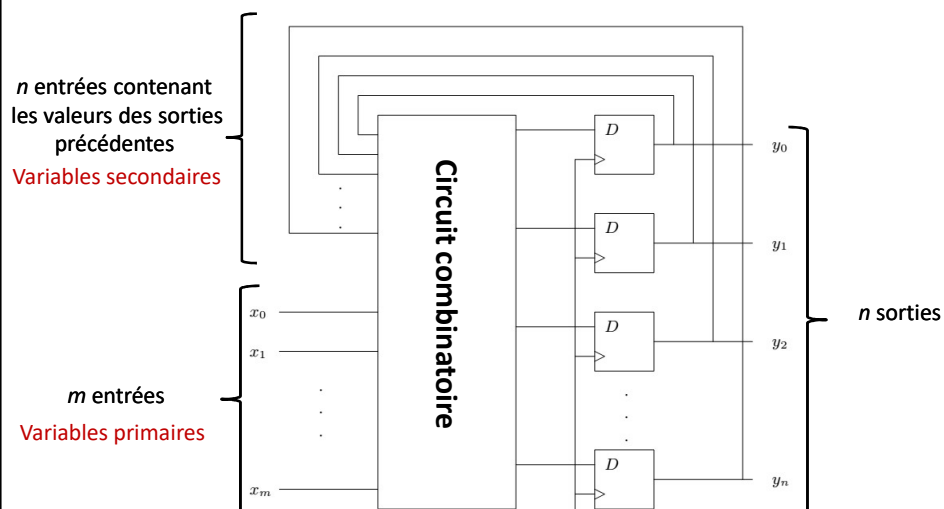 n entrées contenant
les valeurs des sorties
précédentes
Variables secondaires
x0
x1
m entrées
Variables primaires
xm
Circuit combinatoire
D
D
D
D
y0
y1
y2
yn
n sorties